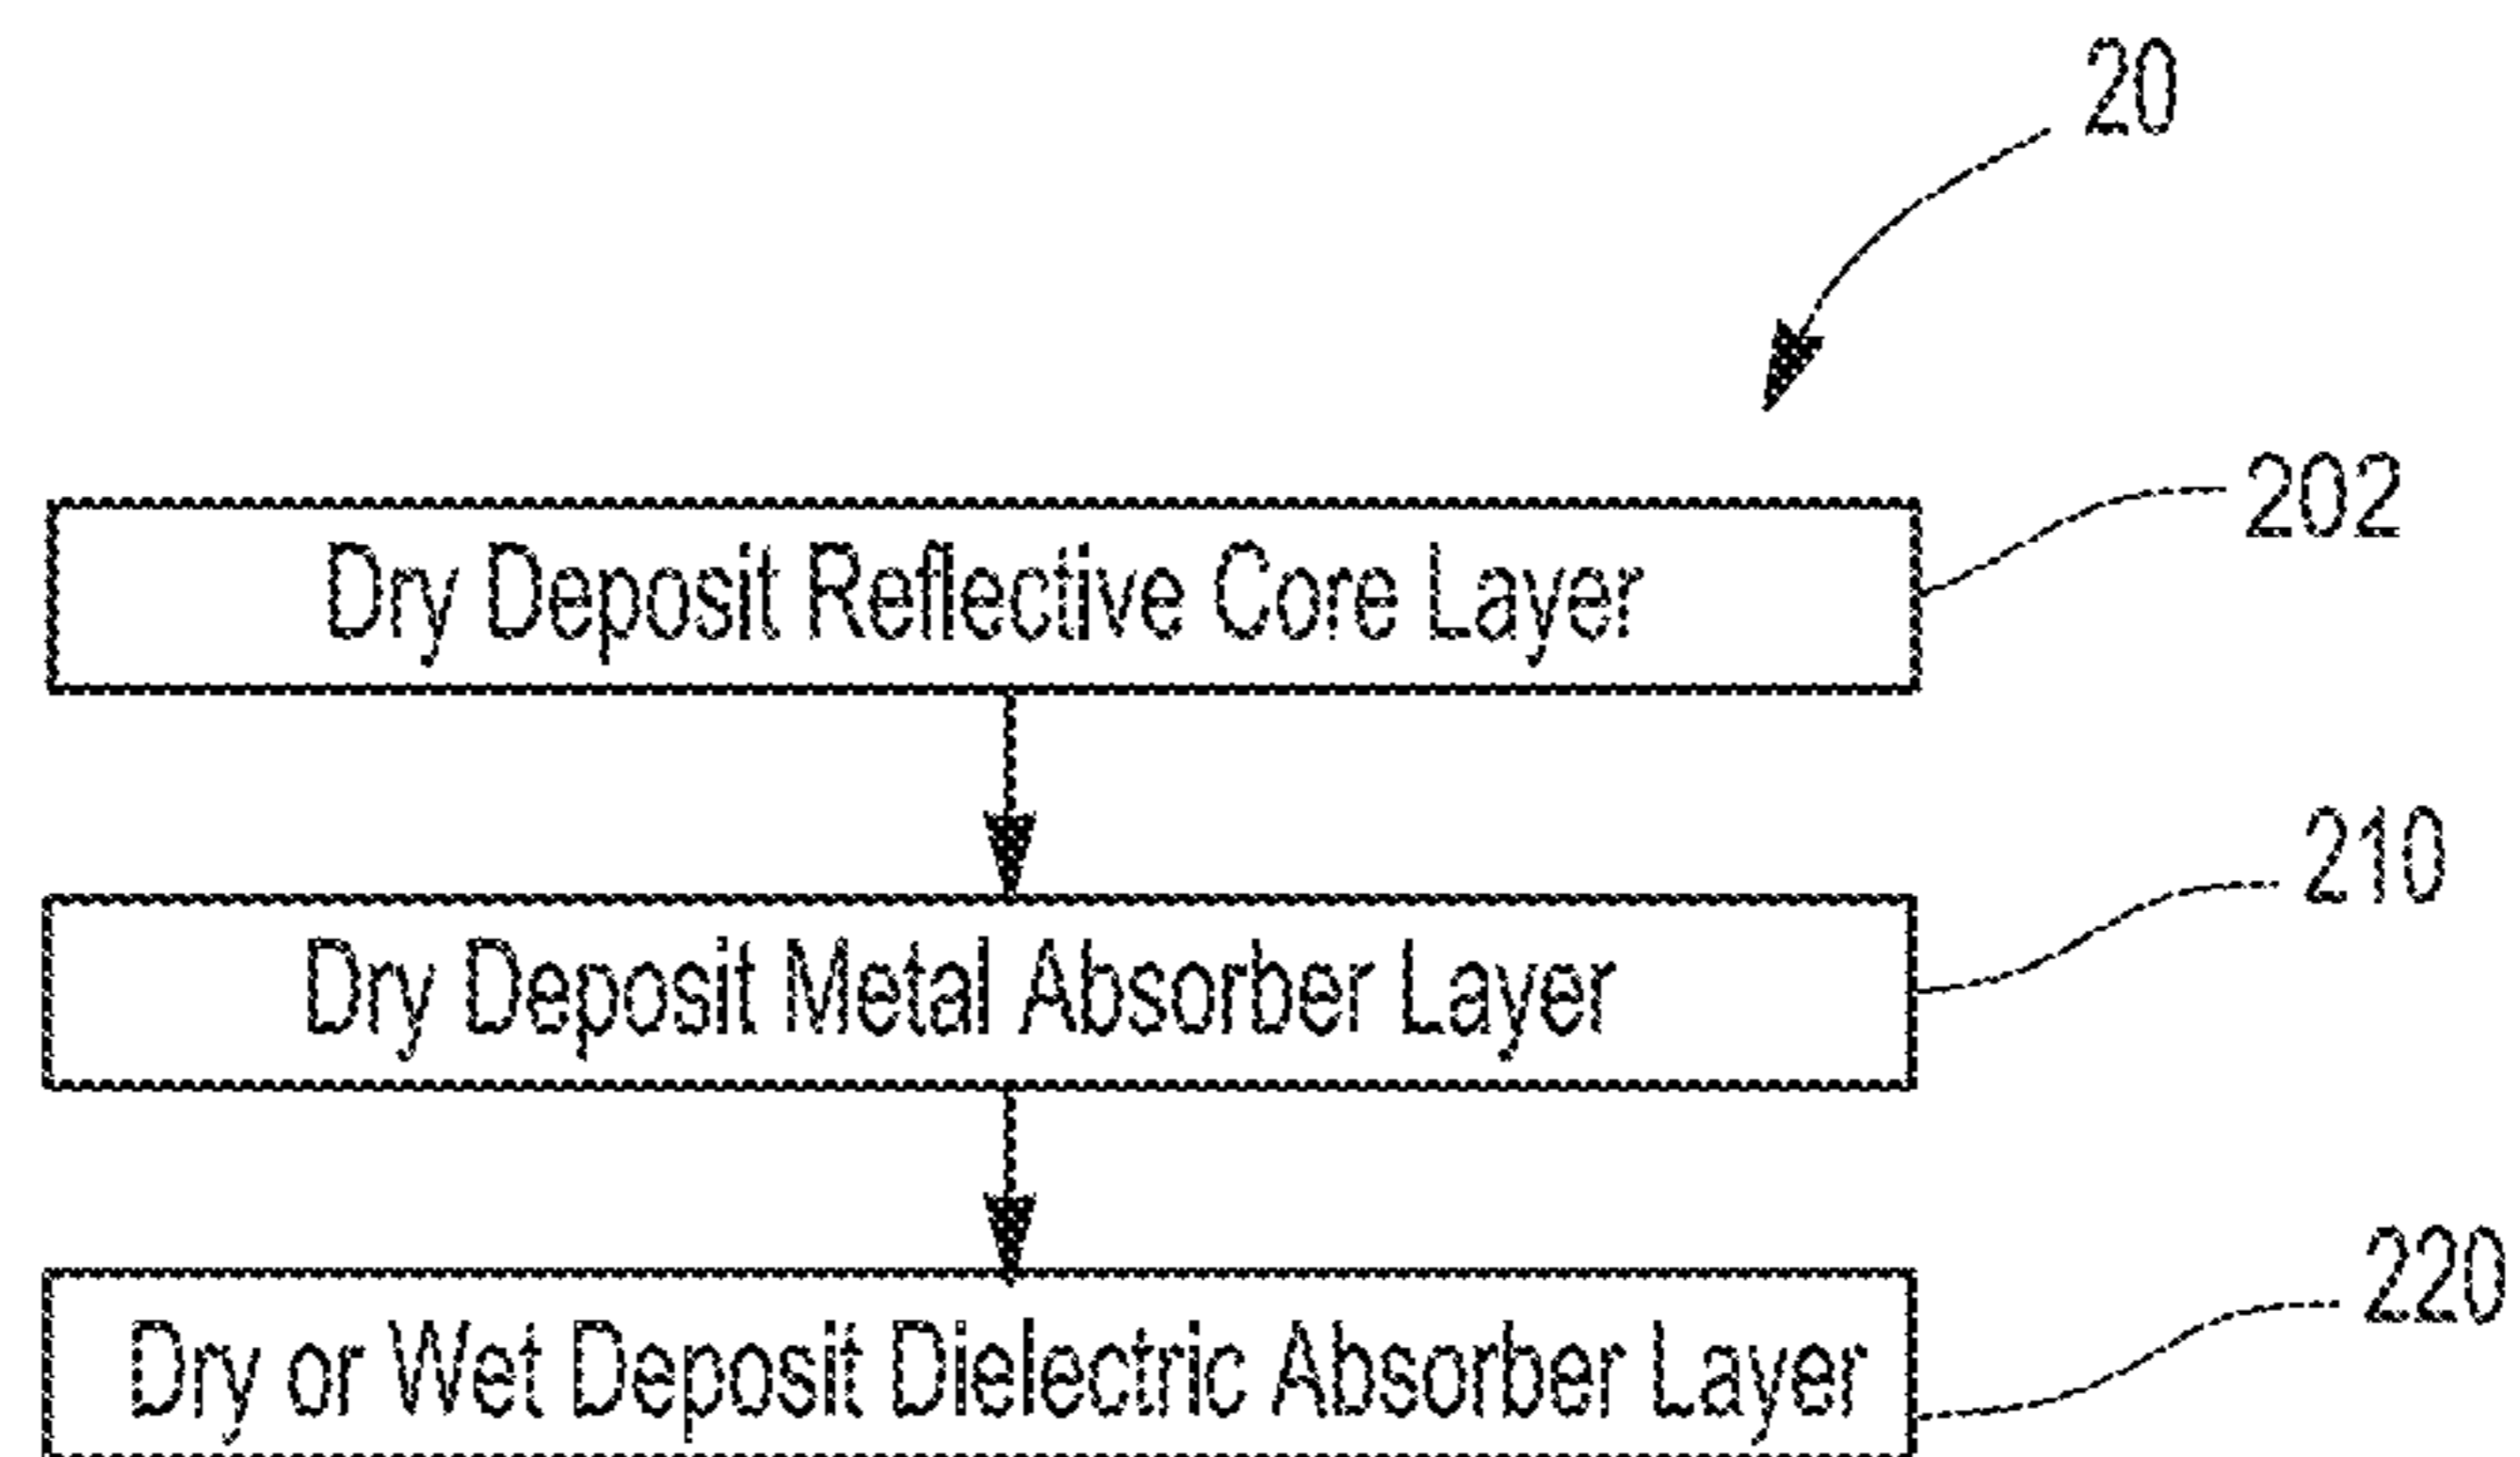 20
202
Dry Deposit Reflective Core Layer
210
Dry Deposit Metal Absorber Layer
220
Dry or Wet Deposit Dielectric Absorber Layer